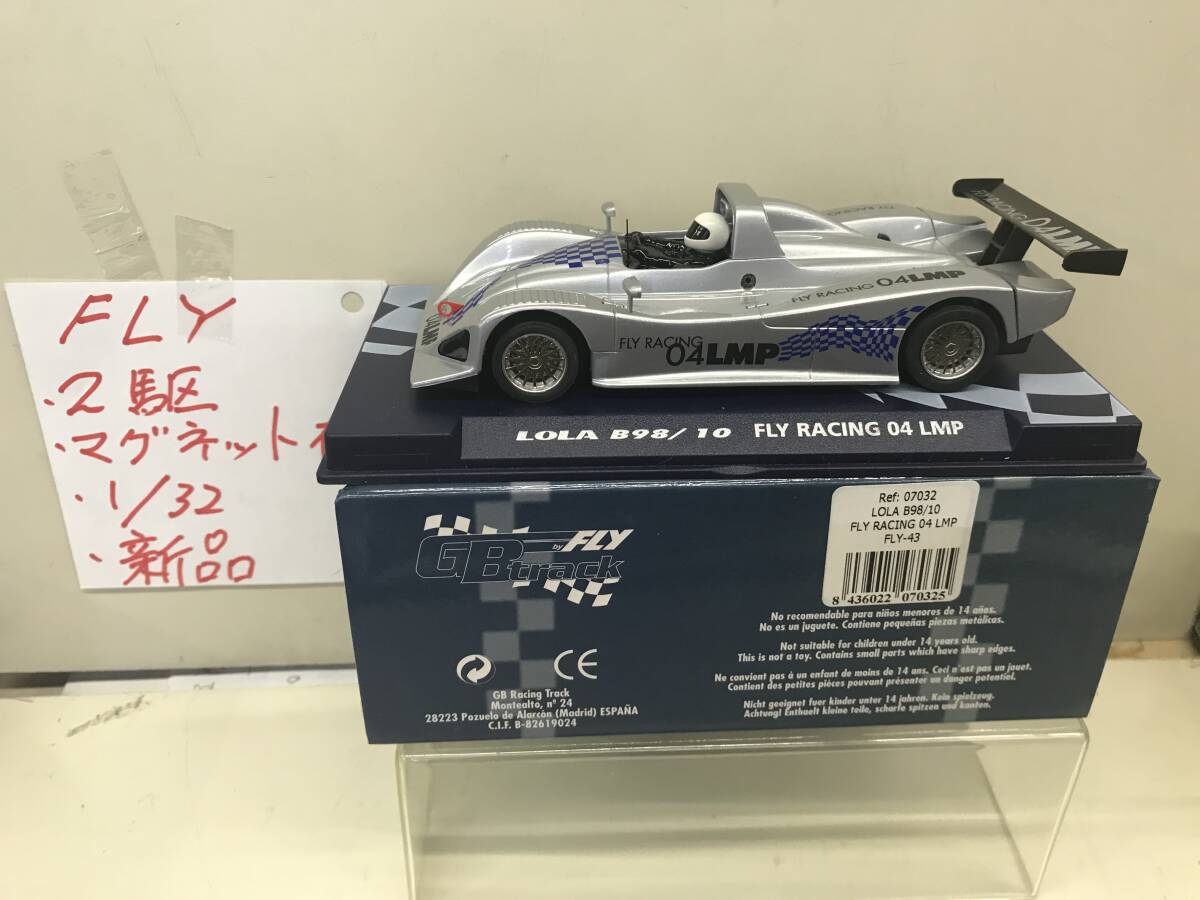 FLY
・2駆
・マグネット
・1/32
・新品
04LMP
FLY RACING
04LMP
FLY RACING 04LMP
FLY RACING 04LMP
LOLA B98/10 FLY RACING 04 LMP
GB track by FLY
Ref: 07032
LOLA B98/10
FLY RACING 04 LMP
FLY-43
8 436022 070325
No recomendable para niños menores de 14 años.
No es un juguete. Contiene pequeñas piezas metálicas.
Not suitable for children under 14 years old.
This is not a toy. Contains small parts which have sharp edges.
Ne convient pas à un enfant de moins de 14 ans. Ceci n'est pas un jouet.
Contient des petites pièces pouvant présenter un danger potentiel.
Nicht geeignet fuer kinder unter 14 jahren. Kein spielzeug.
Achtung! Enthaelt kleine teile, scharfe spitzen und kanten.
CE
GB Racing Track
Montealto, nº 24
28223 Pozuelo de Alarcón (Madrid) ESPAÑA
C.I.F. B-82619024